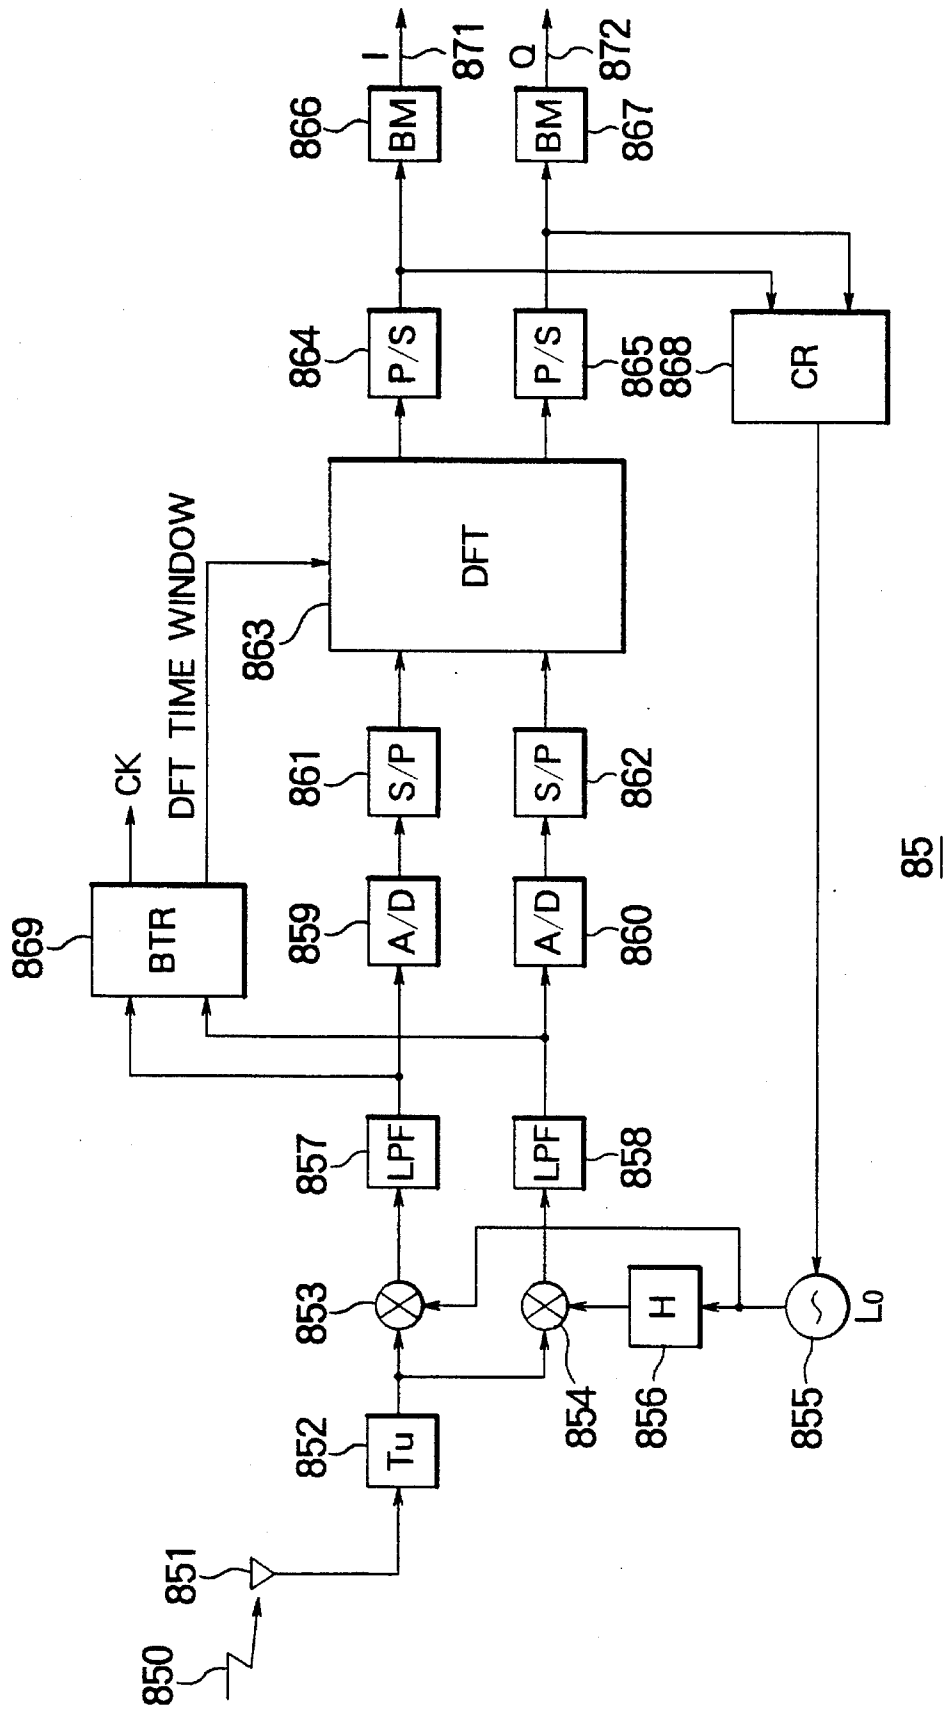 850
851
852
Tu
853
854
855
L0
856
H
857
LPF
858
LPF
869
BTR
CK
DFT TIME WINDOW
859
A/D
860
A/D
861
S/P
862
S/P
863
DFT
864
P/S
865
P/S
866
BM
867
BM
868
CR
I
871
Q
872
85